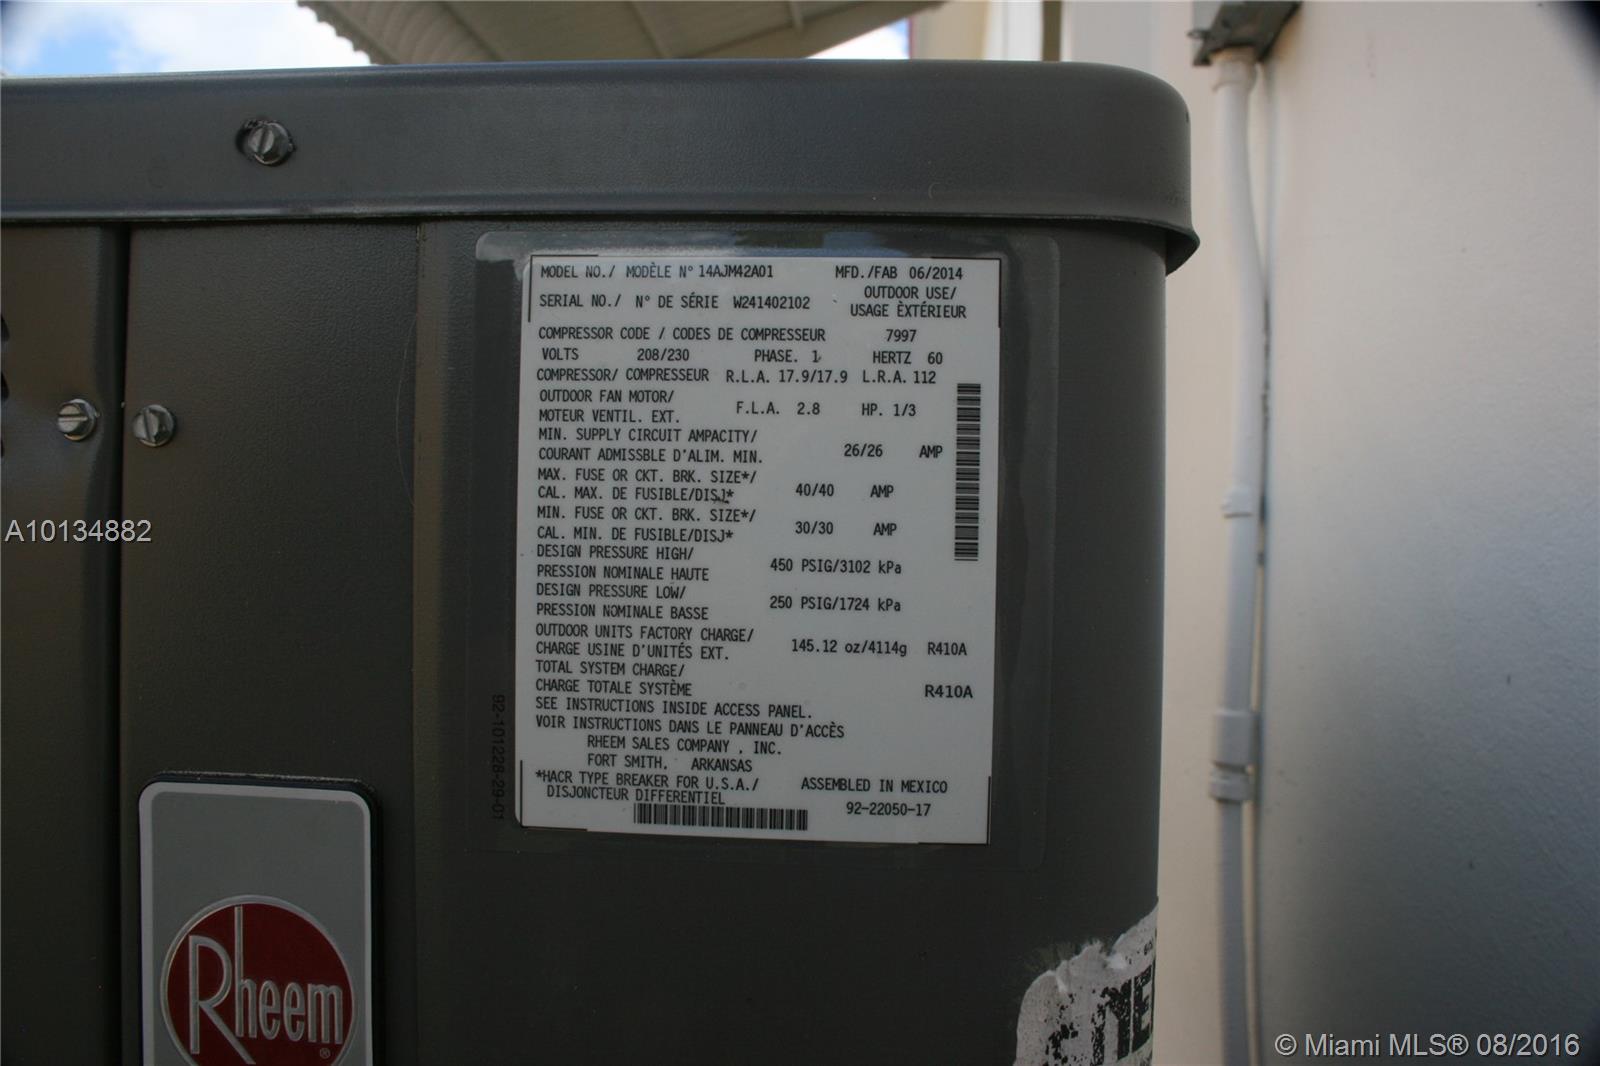 MODEL NO./ MODÈLE N° 14AJM42A01 MFD./FAB 06/2014
SERIAL NO./ N° DE SÉRIE W241402102 OUTDOOR USE/
USAGE ÈXTÉRIEUR
COMPRESSOR CODE / CODES DE COMPRESSEUR 7997
VOLTS 208/230 PHASE. 1 HERTZ 60
COMPRESSOR/ COMPRESSEUR R.L.A. 17.9/17.9 L.R.A. 112
OUTDOOR FAN MOTOR/
MOTEUR VENTIL. EXT. F.L.A. 2.8 HP. 1/3
MIN. SUPPLY CIRCUIT AMPACITY/
COURANT ADMISSBLE D'ALIM. MIN. 26/26 AMP
MAX. FUSE OR CKT. BRK. SIZE*/
CAL. MAX. DE FUSIBLE/DISJ* 40/40 AMP
MIN. FUSE OR CKT. BRK. SIZE*/
CAL. MIN. DE FUSIBLE/DISJ* 30/30 AMP
DESIGN PRESSURE HIGH/
PRESSION NOMINALE HAUTE 450 PSIG/3102 kPa
DESIGN PRESSURE LOW/
PRESSION NOMINALE BASSE 250 PSIG/1724 kPa
OUTDOOR UNITS FACTORY CHARGE/
CHARGE USINE D'UNITÉS EXT. 145.12 oz/4114g R410A
TOTAL SYSTEM CHARGE/
CHARGE TOTALE SYSTÈME R410A
SEE INSTRUCTIONS INSIDE ACCESS PANEL.
VOIR INSTRUCTIONS DANS LE PANNEAU D'ACCÈS
RHEEM SALES COMPANY , INC.
FORT SMITH, ARKANSAS
*HACR TYPE BREAKER FOR U.S.A./ ASSEMBLED IN MEXICO
DISJONCTEUR DIFFERENTIEL 92-22050-17
92-101228-29-01
Rheem®
A10134882
© Miami MLS® 08/2016